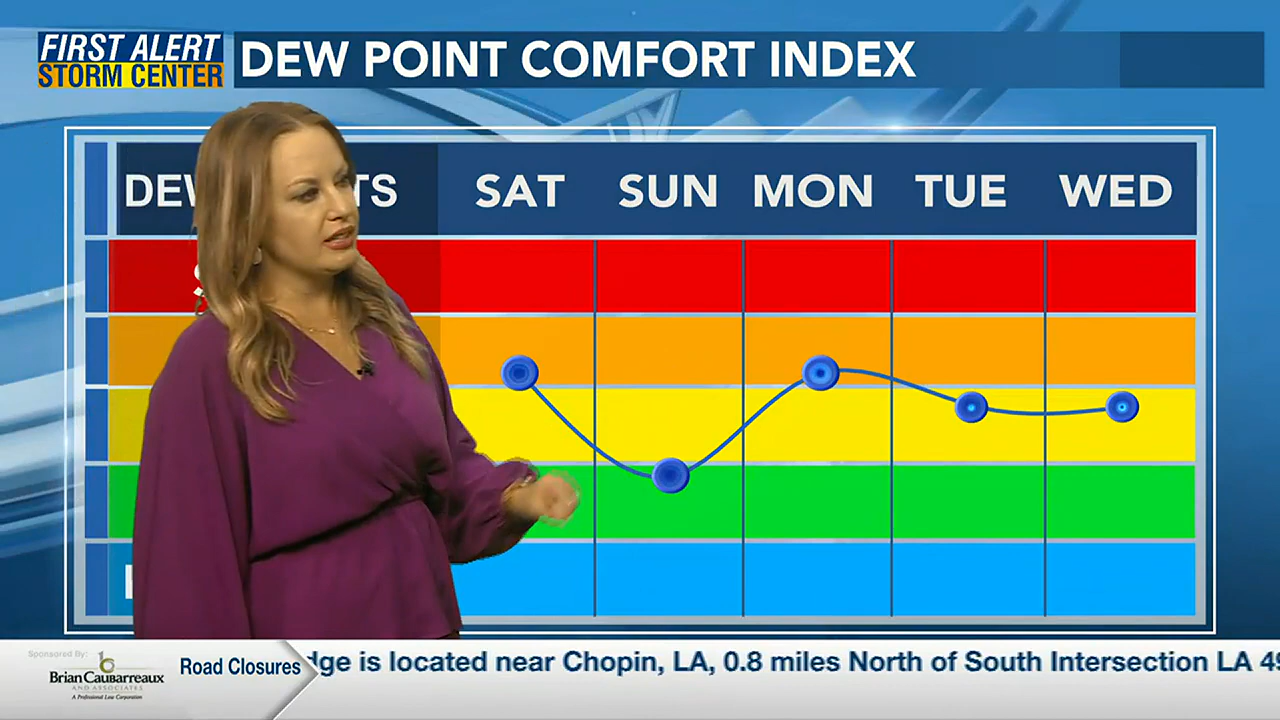 FIRST ALERT
STORM CENTER
DEW POINT COMFORT INDEX
SAT SUN MON TUE WED
Sponsored By:
Brian Caubarreaux
AND ASSOCIATES
A Professional Law Corporation
Road Closures
is located near Chopin, LA, 0.8 miles North of South Intersection LA